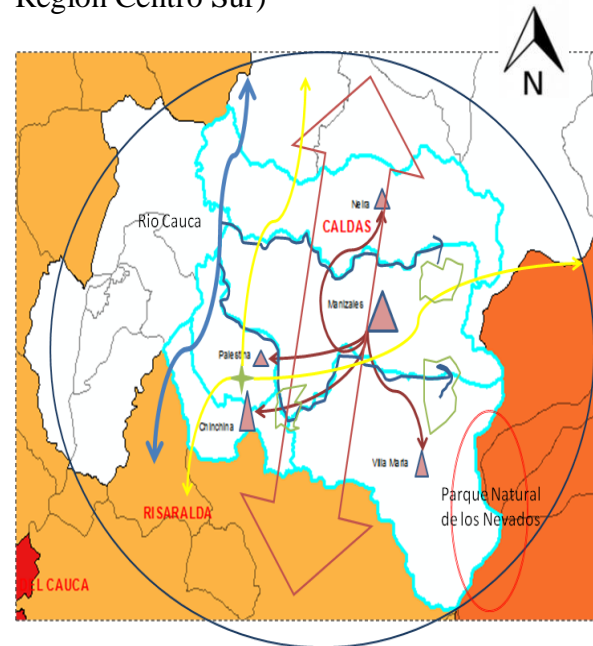 Región Centro Sur)
N
Neira
CALDAS
Rio Cauca
Manizales
Palestina
Chinchina
Villa Maria
Parque Natural
de los Nevados
RISARALDA
EL CAUCA